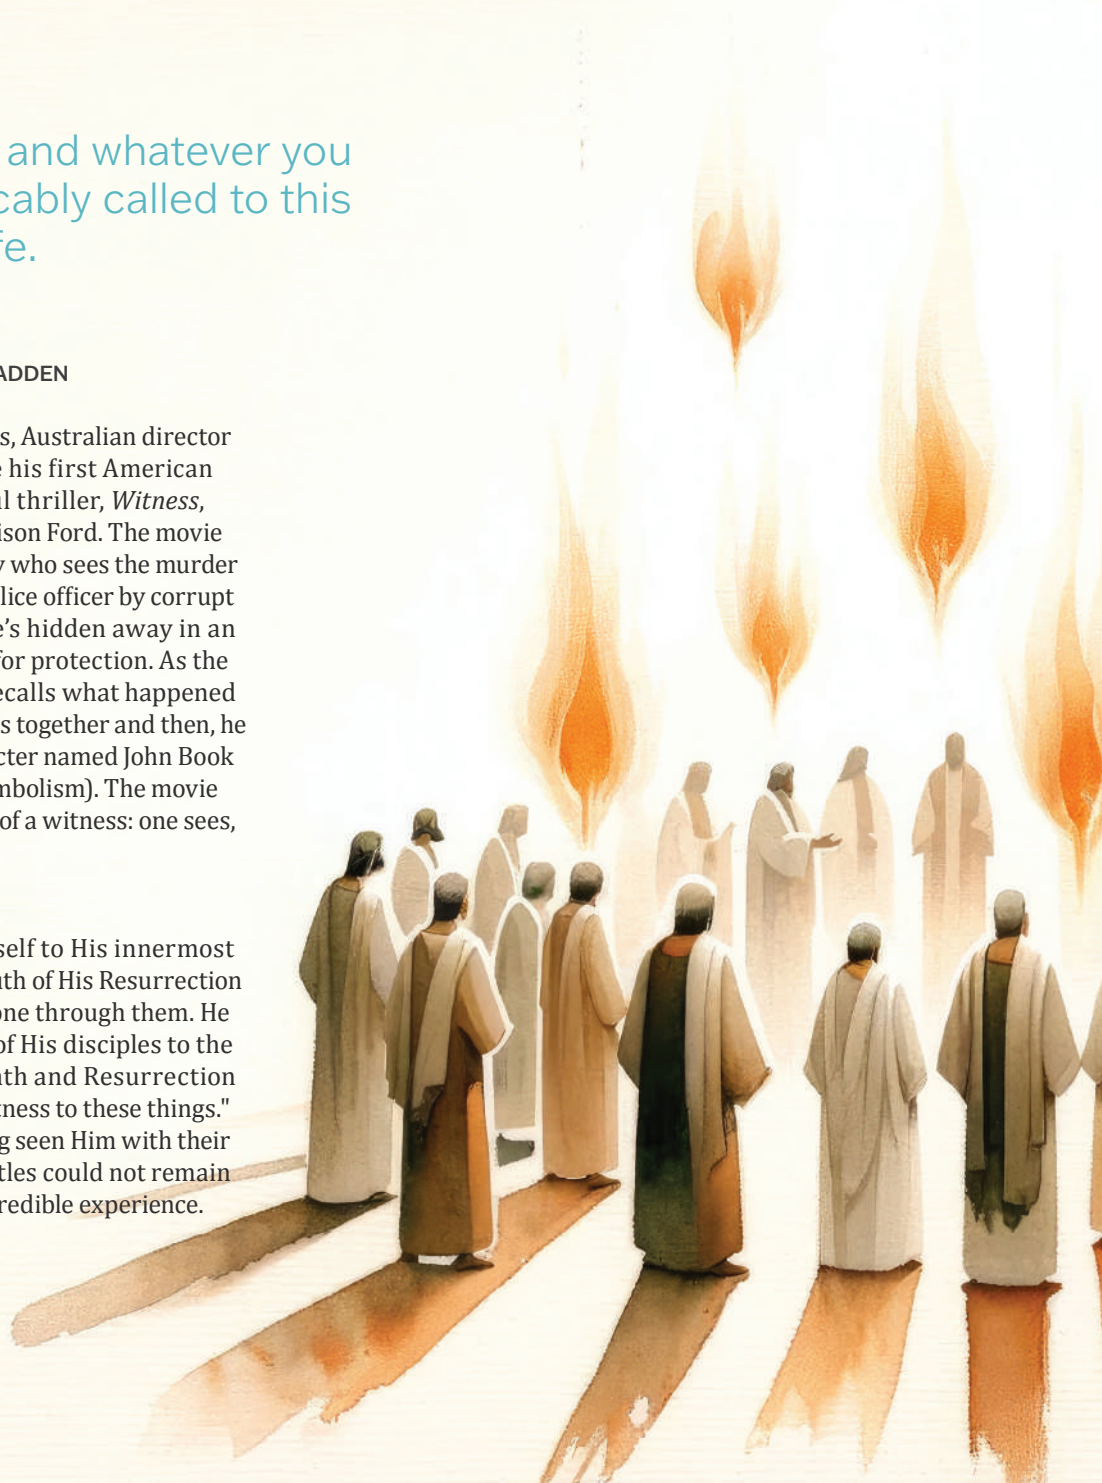 and whatever you
cably called to this
fe.
ADDEN
s, Australian director
e his first American
ul thriller, Witness,
ison Ford. The movie
y who sees the murder
lice officer by corrupt
e’s hidden away in an
for protection. As the
ecalls what happened
s together and then, he
cter named John Book
mbolism). The movie
of a witness: one sees,
self to His innermost
uth of His Resurrection
one through them. He
of His disciples to the
ath and Resurrection
tness to these things."
g seen Him with their
tles could not remain
redible experience.